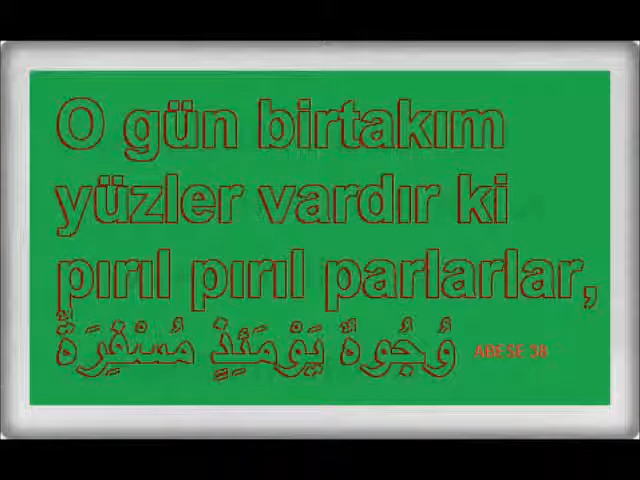 O gün birtakım
yüzler vardır ki
pırıl pırıl parlarlar,
وُجُوهٌ يَوْمَئِذٍ مُسْفِرَةٌ ABESE 38